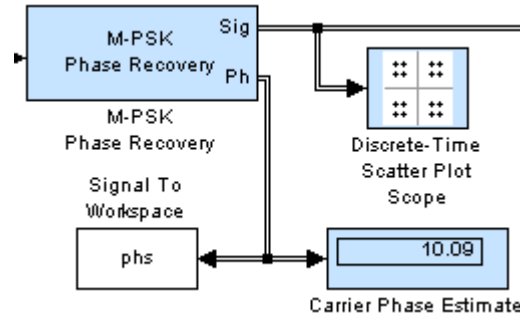 M-PSK
Phase Recovery
Sig
Ph
M-PSK
Phase Recovery
Discrete-Time
Scatter Plot
Scope
Signal To
Workspace
phs
10.09
Carrier Phase Estimate